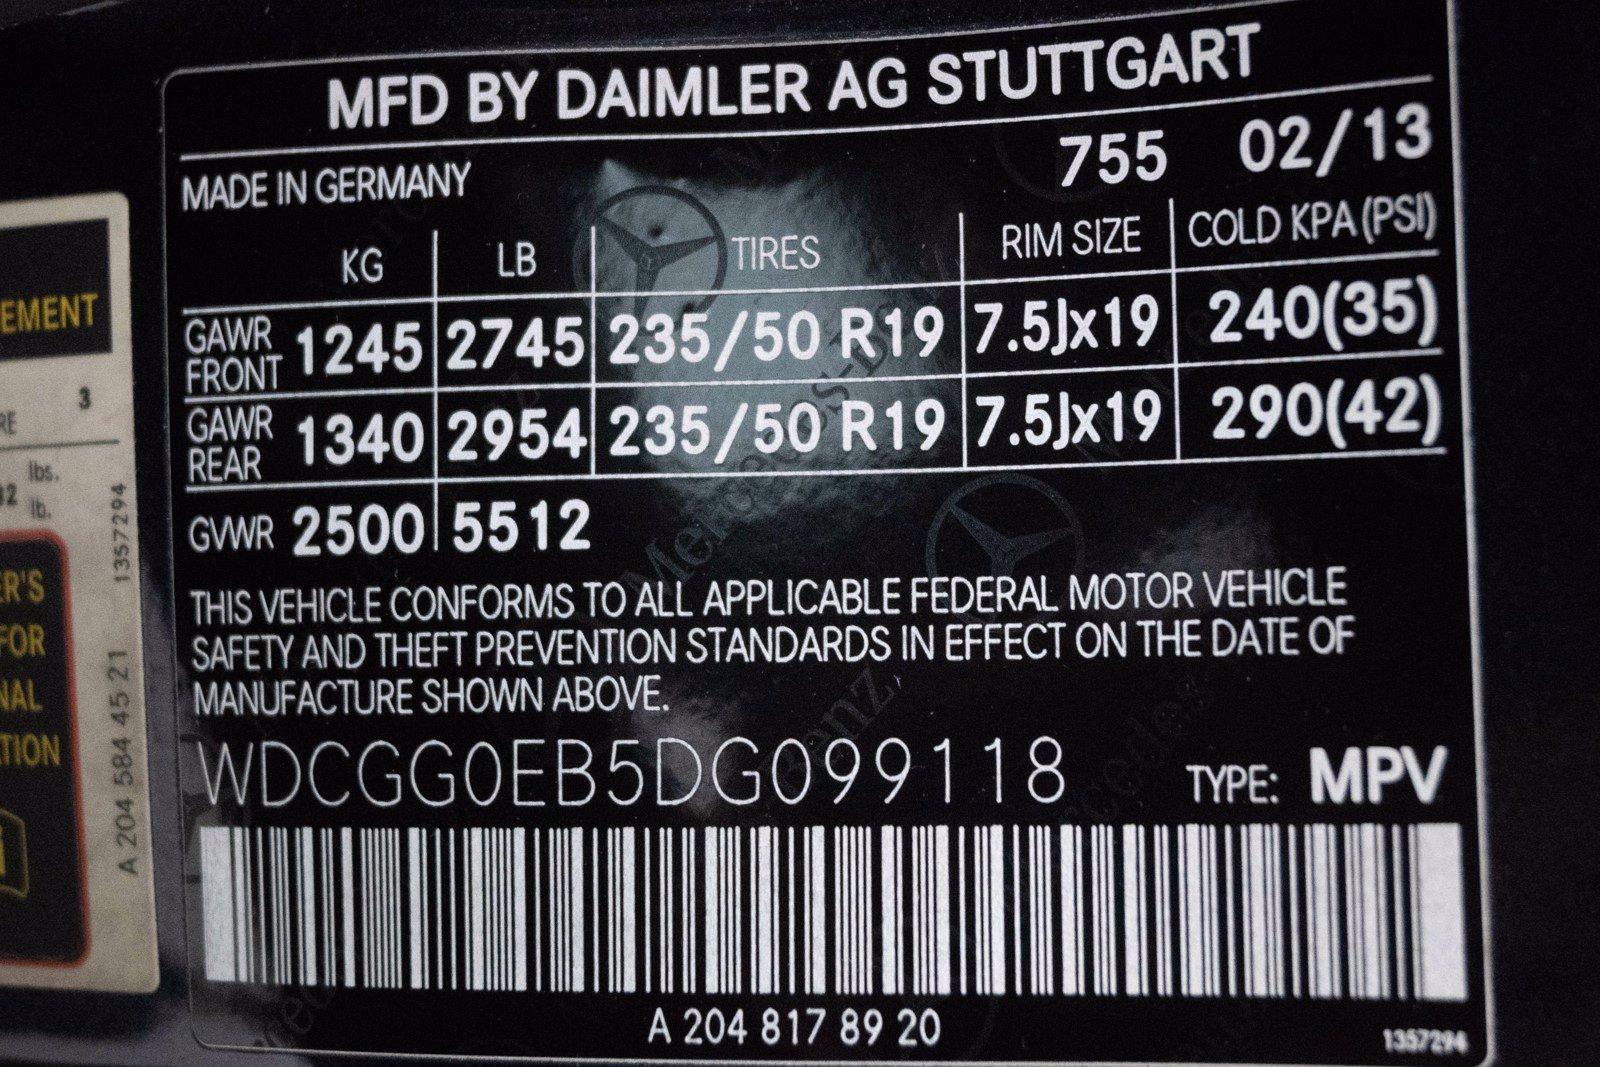 MFD BY DAIMLER AG STUTTGART
MADE IN GERMANY 755 02/13
KG LB TIRES RIM SIZE COLD KPA (PSI)
GAWR FRONT 1245 2745 235/50 R19 7.5Jx19 240(35)
GAWR REAR 1340 2954 235/50 R19 7.5Jx19 290(42)
GVWR 2500 5512
THIS VEHICLE CONFORMS TO ALL APPLICABLE FEDERAL MOTOR VEHICLE
SAFETY AND THEFT PREVENTION STANDARDS IN EFFECT ON THE DATE OF
MANUFACTURE SHOWN ABOVE.
WDCGG0EB5DG099118 TYPE: MPV
A 204 817 89 20
1357294
EMENT
RE 3
lbs.
lb.
ER'S
FOR
NAL
TION
A 204 584 45 21 1357294
Mercedes-Benz